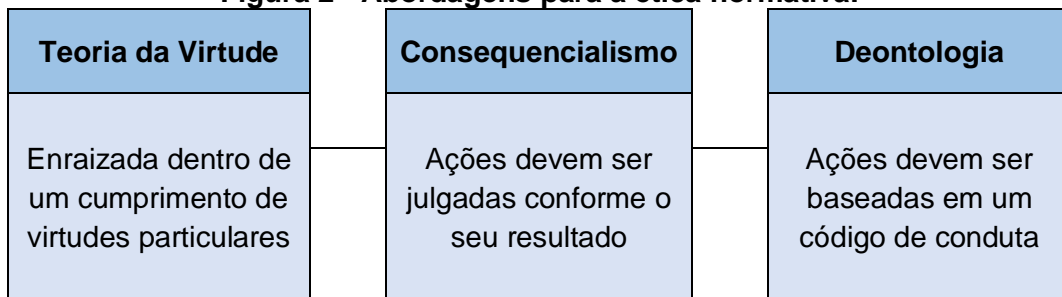 Figura 2 - Abordagens para a ética normativa.
Teoria da Virtude
Enraizada dentro de
um cumprimento de
virtudes particulares
Consequencialismo
Ações devem ser
julgadas conforme o
seu resultado
Deontologia
Ações devem ser
baseadas em um
código de conduta